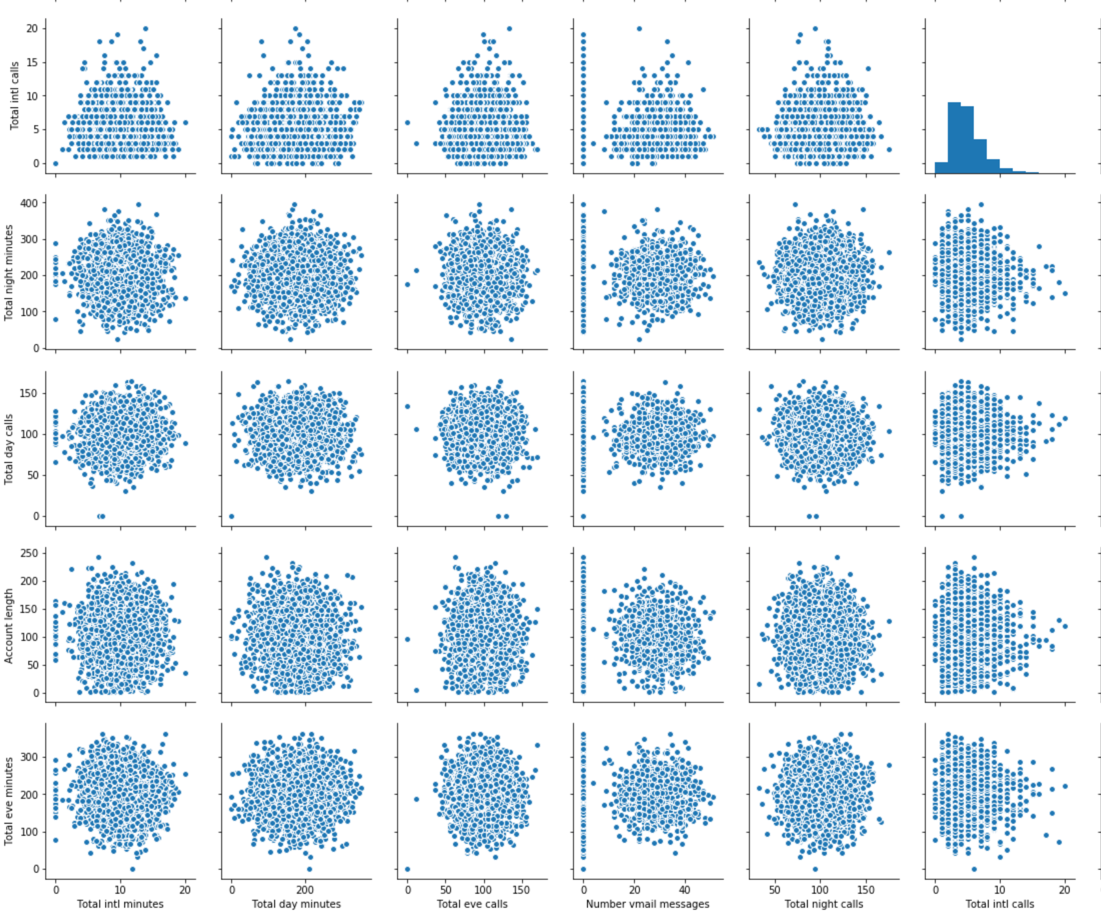 Total intl calls
20
15
10
5
0
Total night minutes
400
300
200
100
0
Total day calls
150
100
50
0
Account length
250
200
150
100
50
0
Total eve minutes
300
200
100
0
0 10 20
0 200
0 50 100 150
0 20 40
50 100 150
0 10 20
Total intl minutes
Total day minutes
Total eve calls
Number vmail messages
Total night calls
Total intl calls